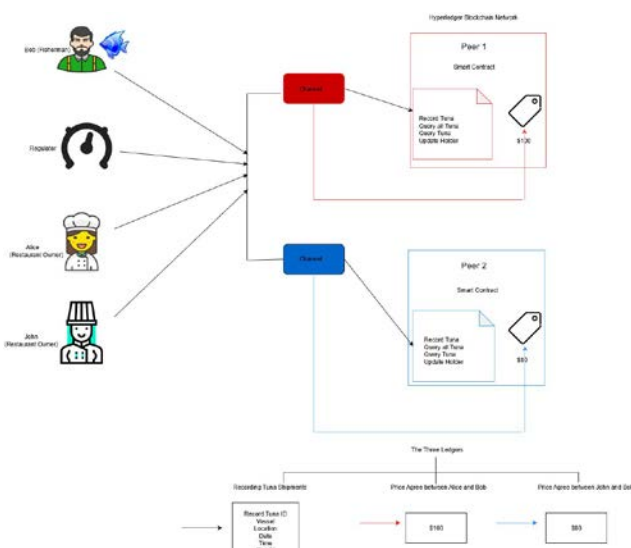 Hyperledger Blockchain Network
Bob (Fisherman)
Regulator
Alice
(Restaurant Owner)
John
(Restaurant Owner)
Channel
Peer 1
Smart Contract
Record Tuna
Query all Tuna
Query Tuna
Update Holder
Channel
Peer 2
Smart Contract
Record Tuna
Query all Tuna
Query Tuna
Update Holder
$80
The Three Ledgers
Recording Tuna Shipments
Price Agree between Alice and Bob
Price Agree between John and
Record Tuna ID
Vessel
Location
Date
Time
$80